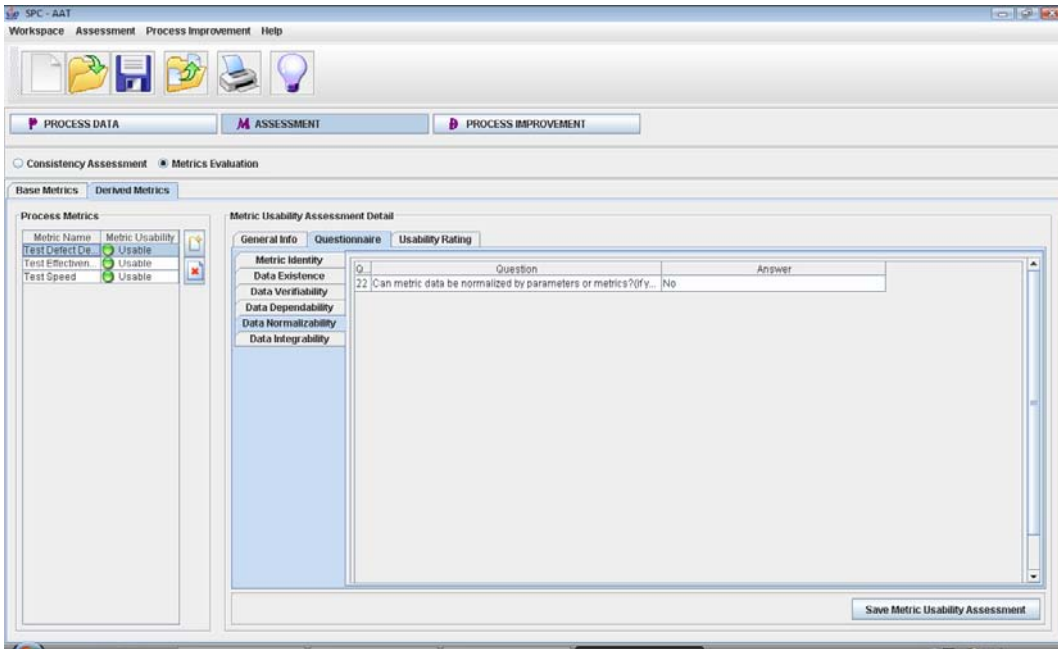 SPC - AAT
Workspace Assessment Process Improvement Help
PROCESS DATA
ASSESSMENT
PROCESS IMPROVEMENT
Consistency Assessment Metrics Evaluation
Base Metrics Derived Metrics
Process Metrics
Metric Name Metric Usability
Test Defect De... Usable
Test Effectiven... Usable
Test Speed Usable
Metric Usability Assessment Detail
General Info Questionnaire Usability Rating
Metric Identity
Data Existence
Data Verifiability
Data Dependability
Data Normalizability
Data Integrability
Q... Question Answer
22 Can metric data be normalized by parameters or metrics?(if y... No
Save Metric Usability Assessment